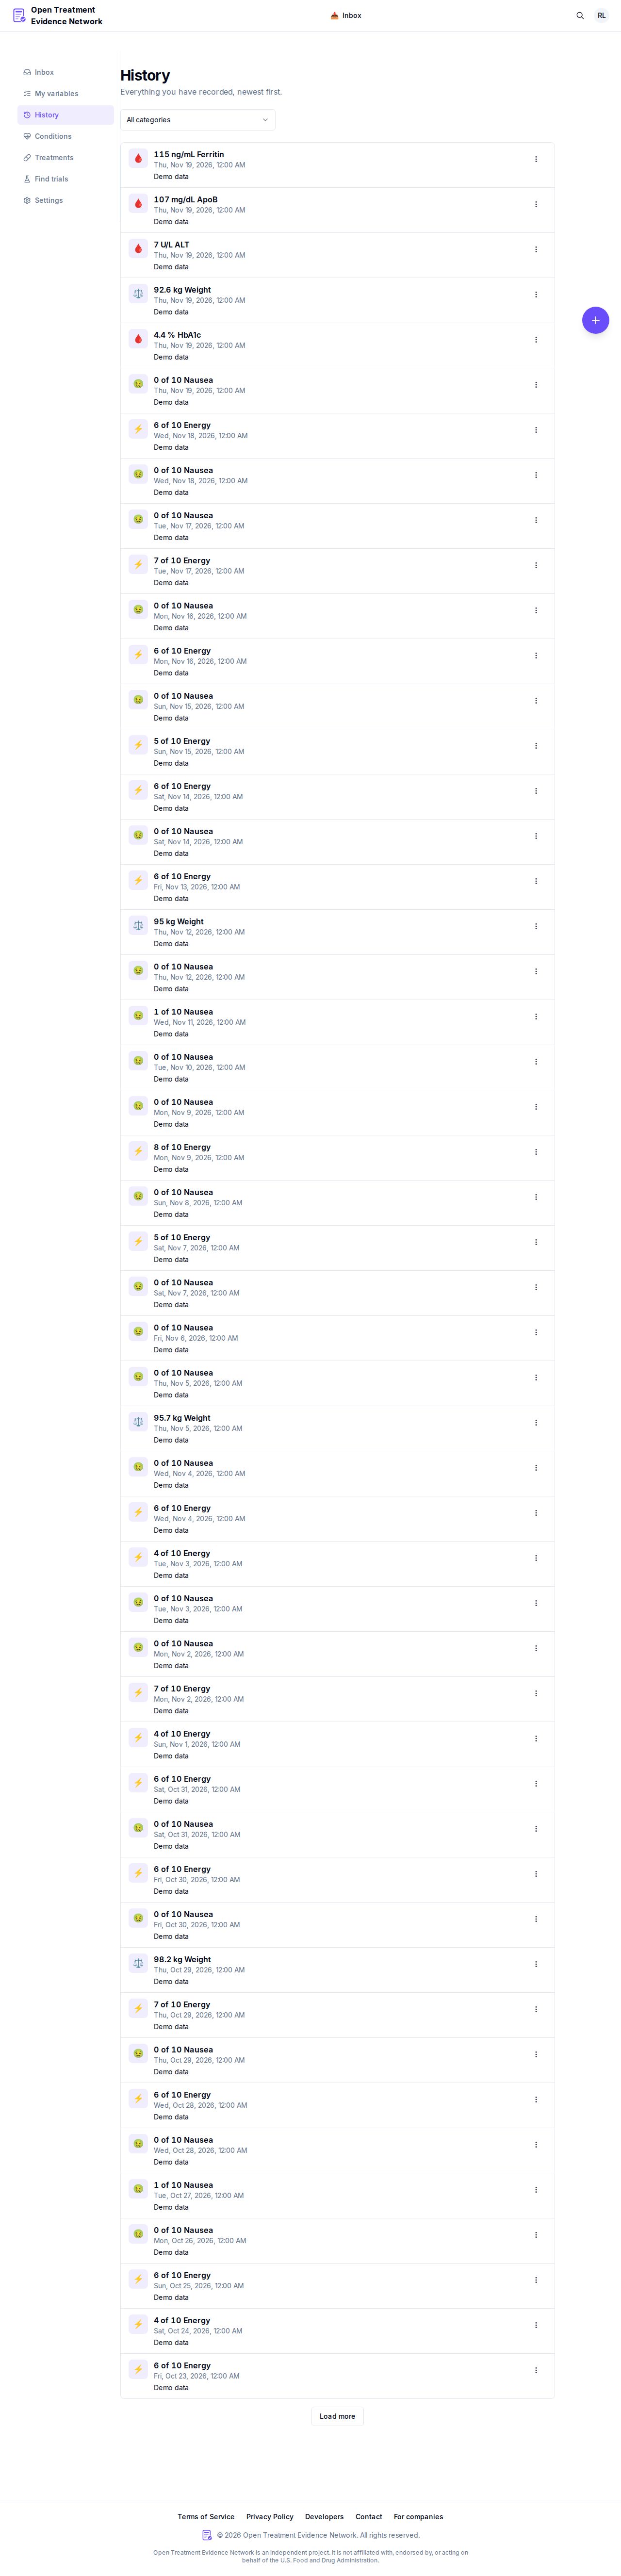 Open Treatment
Evidence Network
📥 Inbox
RL
Inbox
My variables
History
Conditions
Treatments
Find trials
Settings
History
Everything you have recorded, newest first.
All categories
115 ng/mL Ferritin
Thu, Nov 19, 2026, 12:00 AM
Demo data
107 mg/dL ApoB
Thu, Nov 19, 2026, 12:00 AM
Demo data
7 U/L ALT
Thu, Nov 19, 2026, 12:00 AM
Demo data
92.6 kg Weight
Thu, Nov 19, 2026, 12:00 AM
Demo data
4.4 % HbA1c
Thu, Nov 19, 2026, 12:00 AM
Demo data
0 of 10 Nausea
Thu, Nov 19, 2026, 12:00 AM
Demo data
6 of 10 Energy
Wed, Nov 18, 2026, 12:00 AM
Demo data
0 of 10 Nausea
Wed, Nov 18, 2026, 12:00 AM
Demo data
0 of 10 Nausea
Tue, Nov 17, 2026, 12:00 AM
Demo data
7 of 10 Energy
Tue, Nov 17, 2026, 12:00 AM
Demo data
0 of 10 Nausea
Mon, Nov 16, 2026, 12:00 AM
Demo data
6 of 10 Energy
Mon, Nov 16, 2026, 12:00 AM
Demo data
0 of 10 Nausea
Sun, Nov 15, 2026, 12:00 AM
Demo data
5 of 10 Energy
Sun, Nov 15, 2026, 12:00 AM
Demo data
6 of 10 Energy
Sat, Nov 14, 2026, 12:00 AM
Demo data
0 of 10 Nausea
Sat, Nov 14, 2026, 12:00 AM
Demo data
6 of 10 Energy
Fri, Nov 13, 2026, 12:00 AM
Demo data
95 kg Weight
Thu, Nov 12, 2026, 12:00 AM
Demo data
0 of 10 Nausea
Thu, Nov 12, 2026, 12:00 AM
Demo data
1 of 10 Nausea
Wed, Nov 11, 2026, 12:00 AM
Demo data
0 of 10 Nausea
Tue, Nov 10, 2026, 12:00 AM
Demo data
0 of 10 Nausea
Mon, Nov 9, 2026, 12:00 AM
Demo data
8 of 10 Energy
Mon, Nov 9, 2026, 12:00 AM
Demo data
0 of 10 Nausea
Sun, Nov 8, 2026, 12:00 AM
Demo data
5 of 10 Energy
Sat, Nov 7, 2026, 12:00 AM
Demo data
0 of 10 Nausea
Sat, Nov 7, 2026, 12:00 AM
Demo data
0 of 10 Nausea
Fri, Nov 6, 2026, 12:00 AM
Demo data
0 of 10 Nausea
Thu, Nov 5, 2026, 12:00 AM
Demo data
95.7 kg Weight
Thu, Nov 5, 2026, 12:00 AM
Demo data
0 of 10 Nausea
Wed, Nov 4, 2026, 12:00 AM
Demo data
6 of 10 Energy
Wed, Nov 4, 2026, 12:00 AM
Demo data
4 of 10 Energy
Tue, Nov 3, 2026, 12:00 AM
Demo data
0 of 10 Nausea
Tue, Nov 3, 2026, 12:00 AM
Demo data
0 of 10 Nausea
Mon, Nov 2, 2026, 12:00 AM
Demo data
7 of 10 Energy
Mon, Nov 2, 2026, 12:00 AM
Demo data
4 of 10 Energy
Sun, Nov 1, 2026, 12:00 AM
Demo data
6 of 10 Energy
Sat, Oct 31, 2026, 12:00 AM
Demo data
0 of 10 Nausea
Sat, Oct 31, 2026, 12:00 AM
Demo data
6 of 10 Energy
Fri, Oct 30, 2026, 12:00 AM
Demo data
0 of 10 Nausea
Fri, Oct 30, 2026, 12:00 AM
Demo data
98.2 kg Weight
Thu, Oct 29, 2026, 12:00 AM
Demo data
7 of 10 Energy
Thu, Oct 29, 2026, 12:00 AM
Demo data
0 of 10 Nausea
Thu, Oct 29, 2026, 12:00 AM
Demo data
6 of 10 Energy
Wed, Oct 28, 2026, 12:00 AM
Demo data
0 of 10 Nausea
Wed, Oct 28, 2026, 12:00 AM
Demo data
1 of 10 Nausea
Tue, Oct 27, 2026, 12:00 AM
Demo data
0 of 10 Nausea
Mon, Oct 26, 2026, 12:00 AM
Demo data
6 of 10 Energy
Sun, Oct 25, 2026, 12:00 AM
Demo data
4 of 10 Energy
Sat, Oct 24, 2026, 12:00 AM
Demo data
6 of 10 Energy
Fri, Oct 23, 2026, 12:00 AM
Demo data
Load more
Terms of Service Privacy Policy Developers Contact For companies
© 2026 Open Treatment Evidence Network. All rights reserved.
Open Treatment Evidence Network is an independent project. It is not affiliated with, endorsed by, or acting on
behalf of the U.S. Food and Drug Administration.